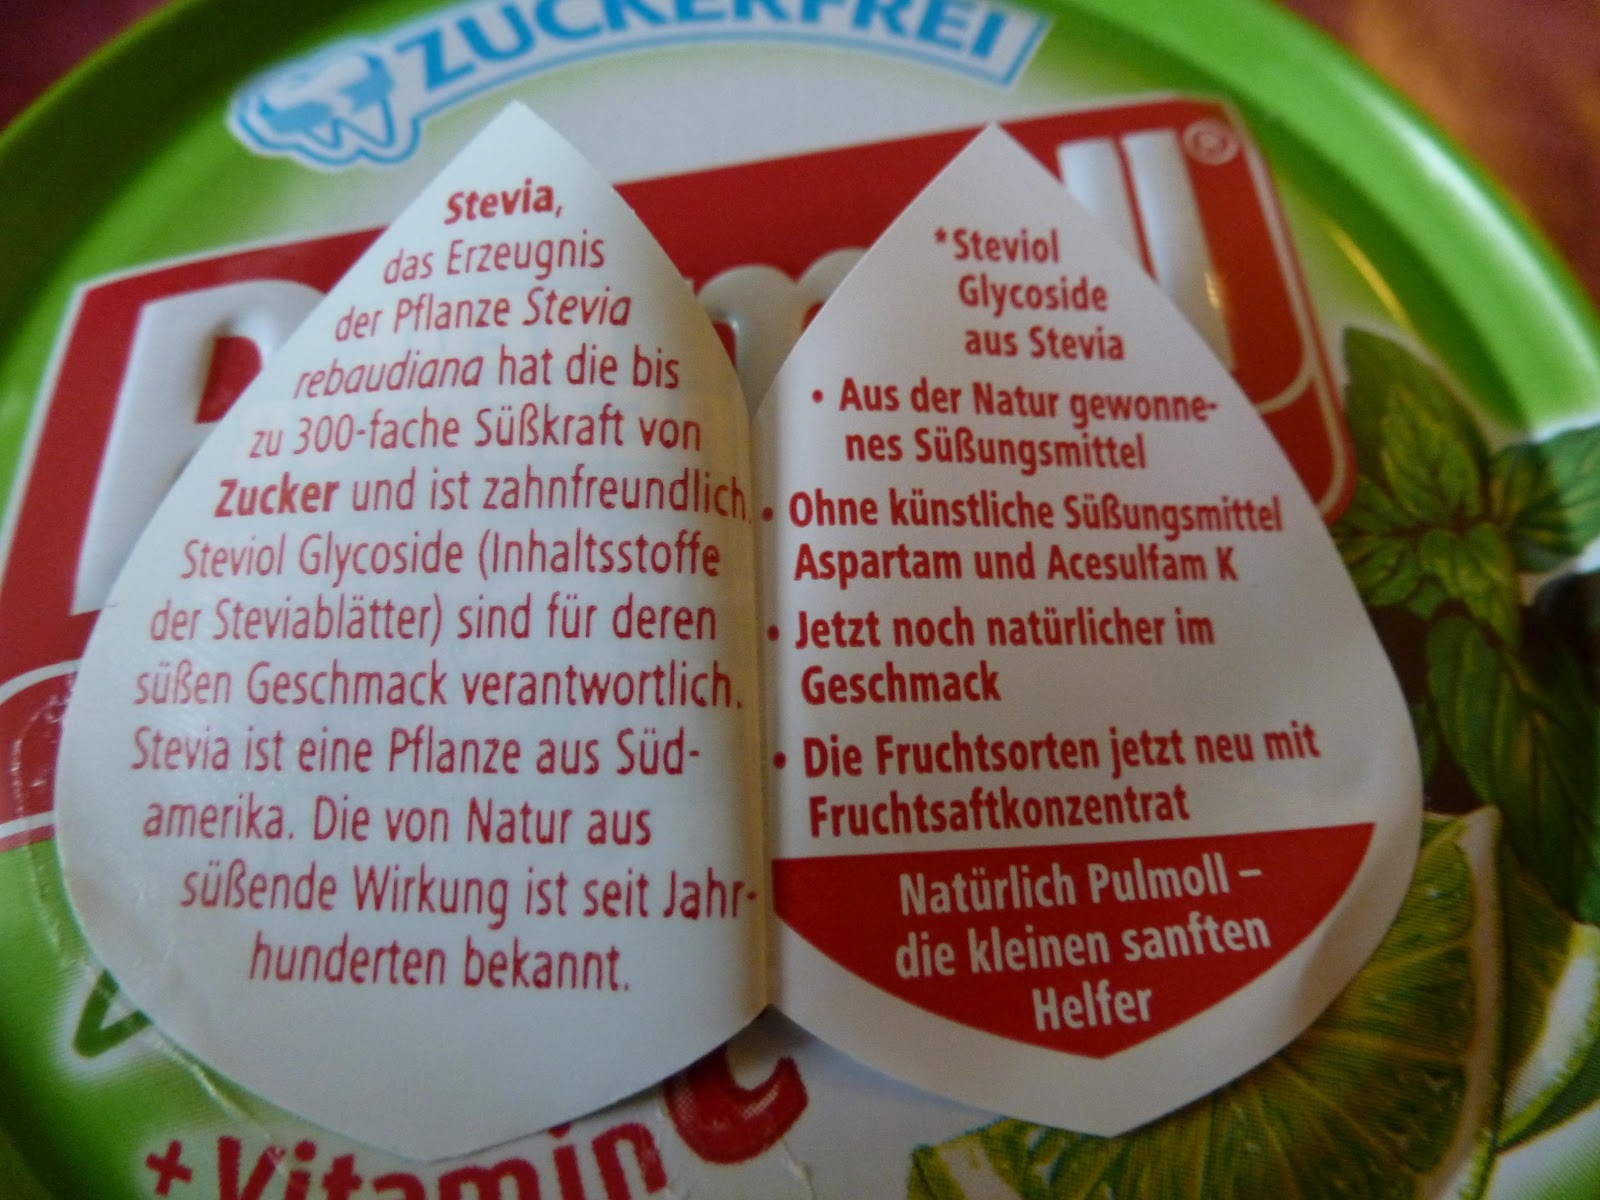 ZUCKERFREI
®
Stevia,
das Erzeugnis
der Pflanze Stevia
rebaudiana hat die bis
zu 300-fache Süßkraft von
Zucker und ist zahnfreundlich.
Steviol Glycoside (Inhaltsstoffe
der Steviablätter) sind für deren
süßen Geschmack verantwortlich.
Stevia ist eine Pflanze aus Süd-
amerika. Die von Natur aus
süßende Wirkung ist seit Jahr-
hunderten bekannt.
*Steviol
Glycoside
aus Stevia
• Aus der Natur gewonne-
nes Süßungsmittel
• Ohne künstliche Süßungsmittel
Aspartam und Acesulfam K
• Jetzt noch natürlicher im
Geschmack
• Die Fruchtsorten jetzt neu mit
Fruchtsaftkonzentrat
Natürlich Pulmoll –
die kleinen sanften
Helfer
+ Vitamin C